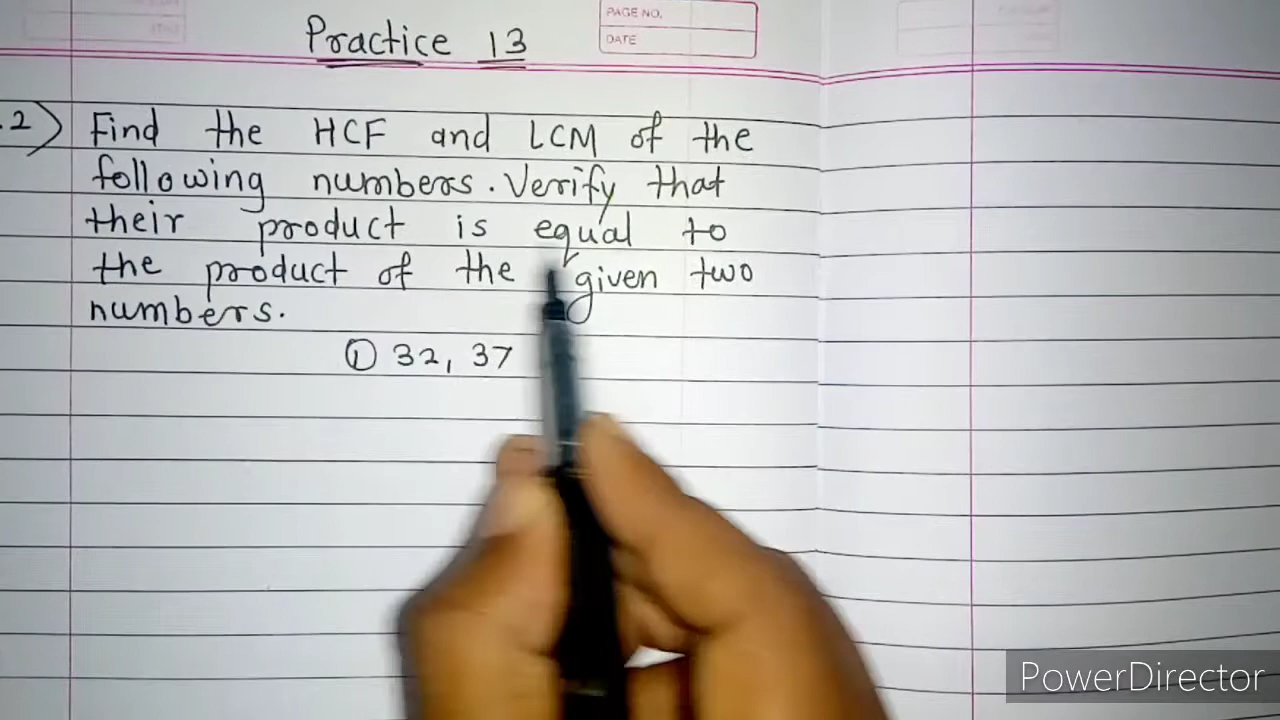 Practice 13
PAGE NO.
DATE
.2) Find the HCF and LCM of the
following numbers. Verify that
their product is equal to
the product of the given two
numbers.
① 32, 37
PowerDirector